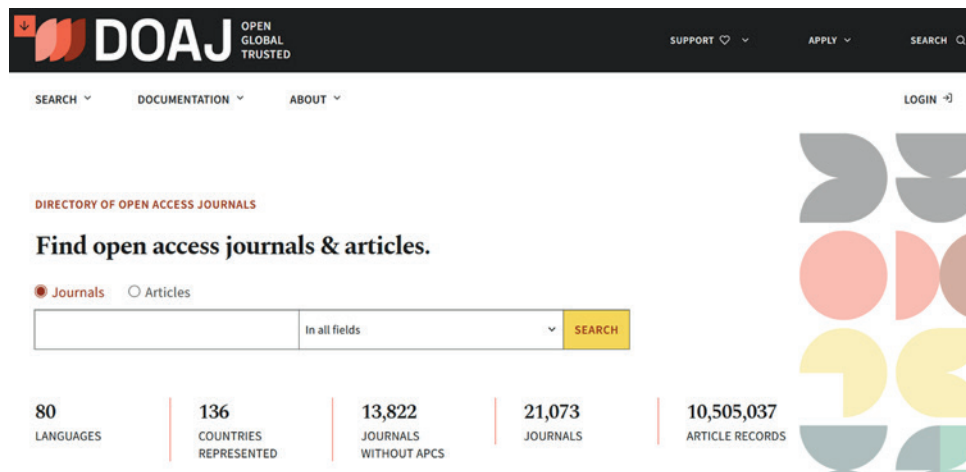 DOAJ
OPEN
GLOBAL
TRUSTED
SUPPORT
APPLY
SEARCH
SEARCH
DOCUMENTATION
ABOUT
LOGIN
DIRECTORY OF OPEN ACCESS JOURNALS
Find open access journals & articles.
Journals
Articles
In all fields
SEARCH
80
LANGUAGES
136
COUNTRIES
REPRESENTED
13,822
JOURNALS
WITHOUT APCS
21,073
JOURNALS
10,505,037
ARTICLE RECORDS